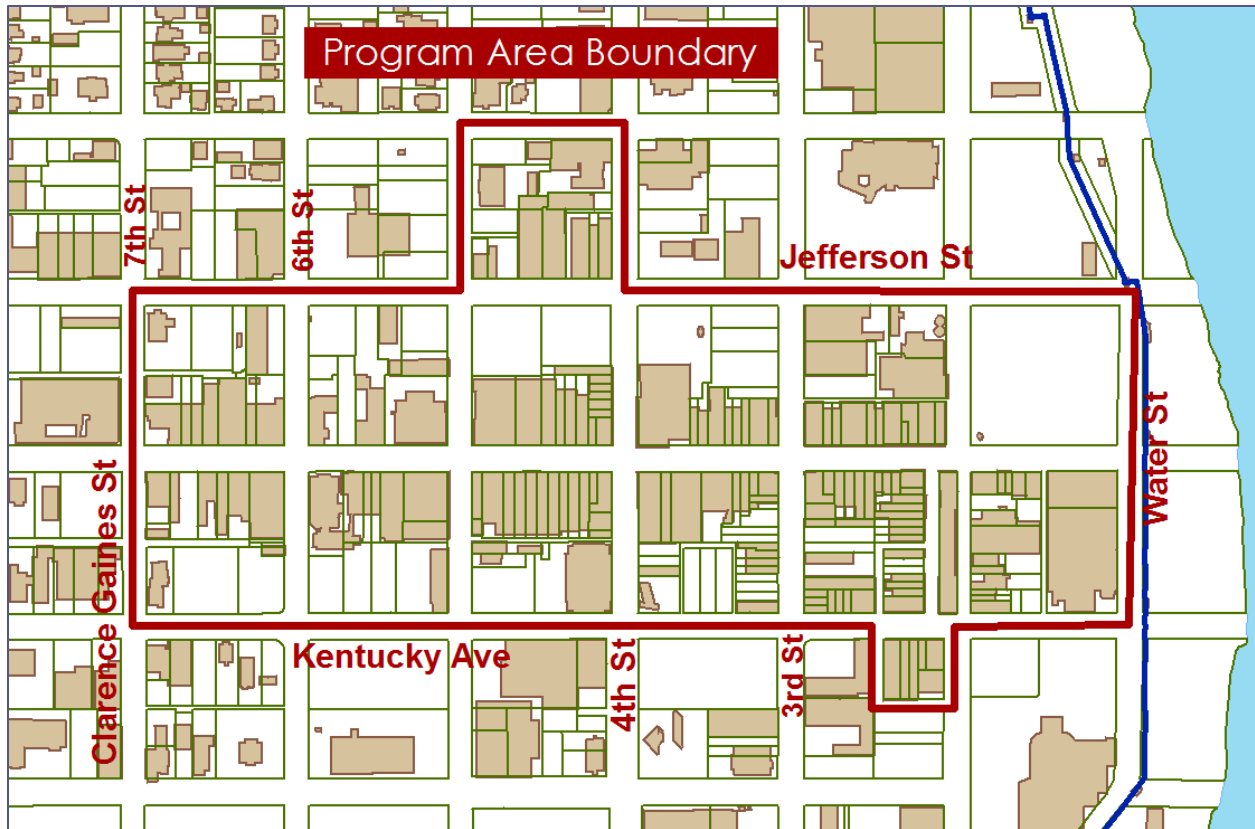 Program Area Boundary
7th St
6th St
Jefferson St
Water St
Clarence Gaines St
Kentucky Ave
4th St
3rd St